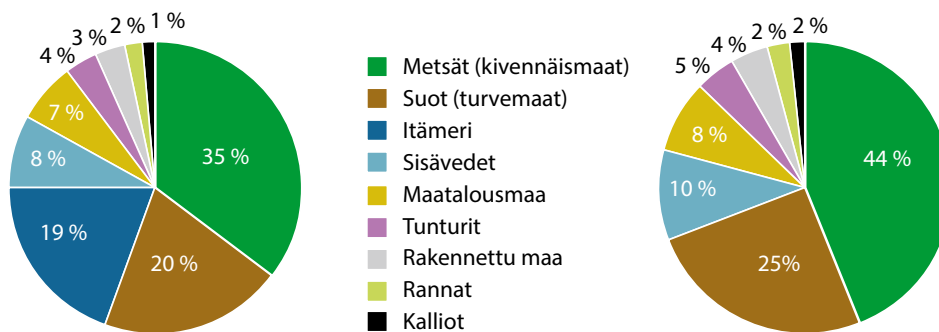 1 %
2 %
3 %
4 %
7 %
8 %
19 %
20 %
35 %
Metsät (kivennäismaat)
Suot (turvemaat)
Itämeri
Sisävedet
Maatalousmaa
Tunturit
Rakennettu maa
Rannat
Kalliot
2 %
2 %
4 %
5 %
8 %
10 %
25%
44 %